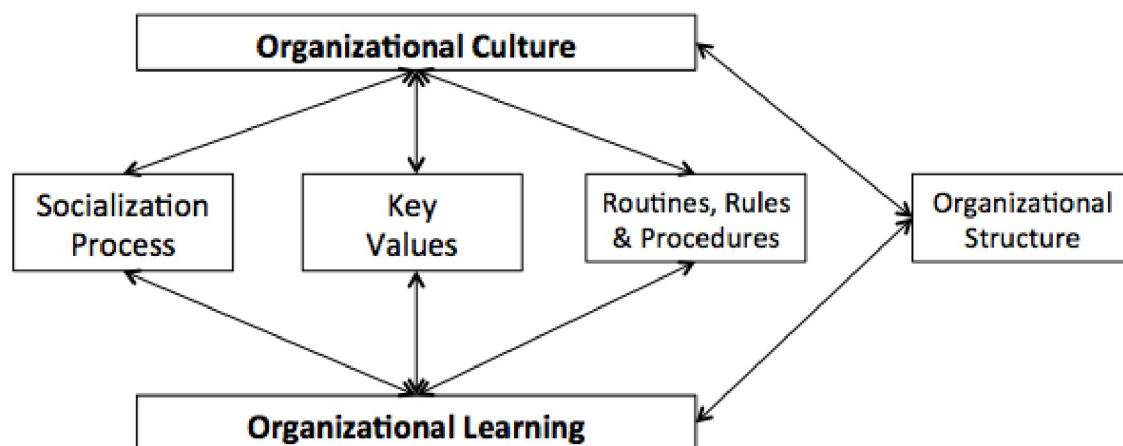 Organizational Culture
Socialization
Process
Key
Values
Routines, Rules
& Procedures
Organizational
Structure
Organizational Learning